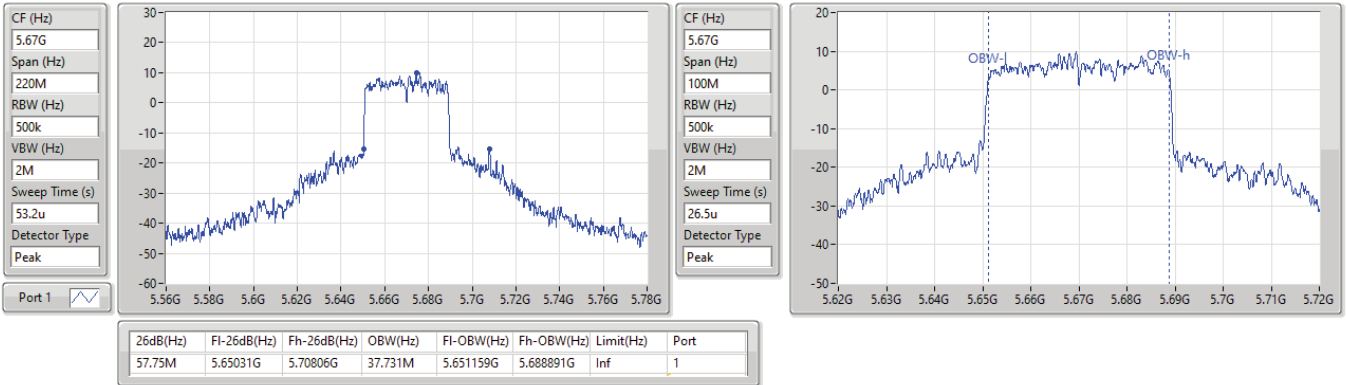 CF (Hz)
5.67G
Span (Hz)
220M
RBW (Hz)
500k
VBW (Hz)
2M
Sweep Time (s)
53.2u
Detector Type
Peak
Port 1
30
20
10
0
-10
-20
-30
-40
-50
-60
5.56G 5.58G 5.6G 5.62G 5.64G 5.66G 5.68G 5.7G 5.72G 5.74G 5.76G 5.78G
CF (Hz)
5.67G
Span (Hz)
100M
RBW (Hz)
500k
VBW (Hz)
2M
Sweep Time (s)
26.5u
Detector Type
Peak
20
10
0
-10
-20
-30
-40
-50
OBW-l OBW-h
5.62G 5.63G 5.64G 5.65G 5.66G 5.67G 5.68G 5.69G 5.7G 5.71G 5.72G
26dB(Hz) Fl-26dB(Hz) Fh-26dB(Hz) OBW(Hz) Fl-OBW(Hz) Fh-OBW(Hz) Limit(Hz) Port
57.75M 5.65031G 5.70806G 37.731M 5.651159G 5.688891G Inf 1